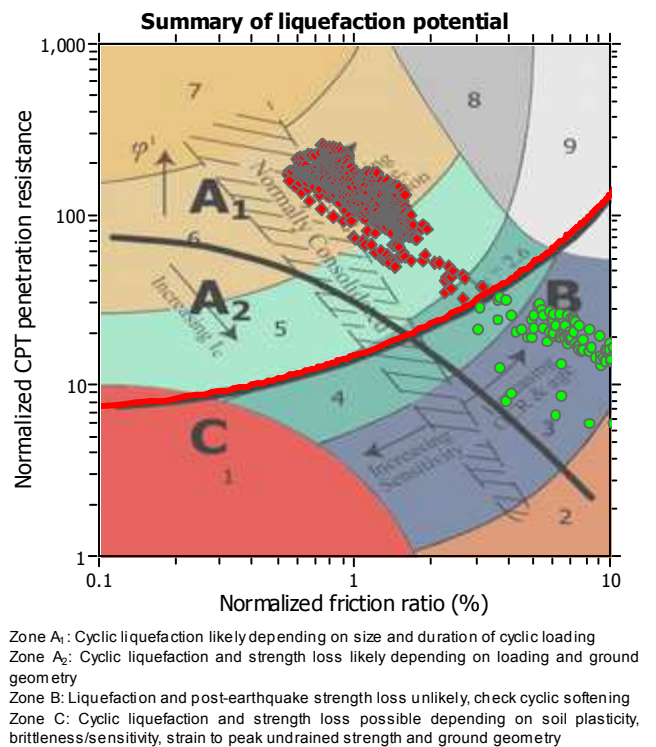 Summary of liquefaction potential
1,000
100
10
1
Normalized CPT penetration resistance
7
8
9
φ'
A1
Normally Consolidated
6
A2
Increasing Ic
5
B
4
C
1
Increasing
Sensitivity
3
2
0.1
1
10
Normalized friction ratio (%)
Zone A1: Cyclic liquefaction likely depending on size and duration of cyclic loading
Zone A2: Cyclic liquefaction and strength loss likely depending on loading and ground
geometry
Zone B: Liquefaction and post-earthquake strength loss unlikely, check cyclic softening
Zone C: Cyclic liquefaction and strength loss possible depending on soil plasticity,
brittleness/sensitivity, strain to peak undrained strength and ground geometry